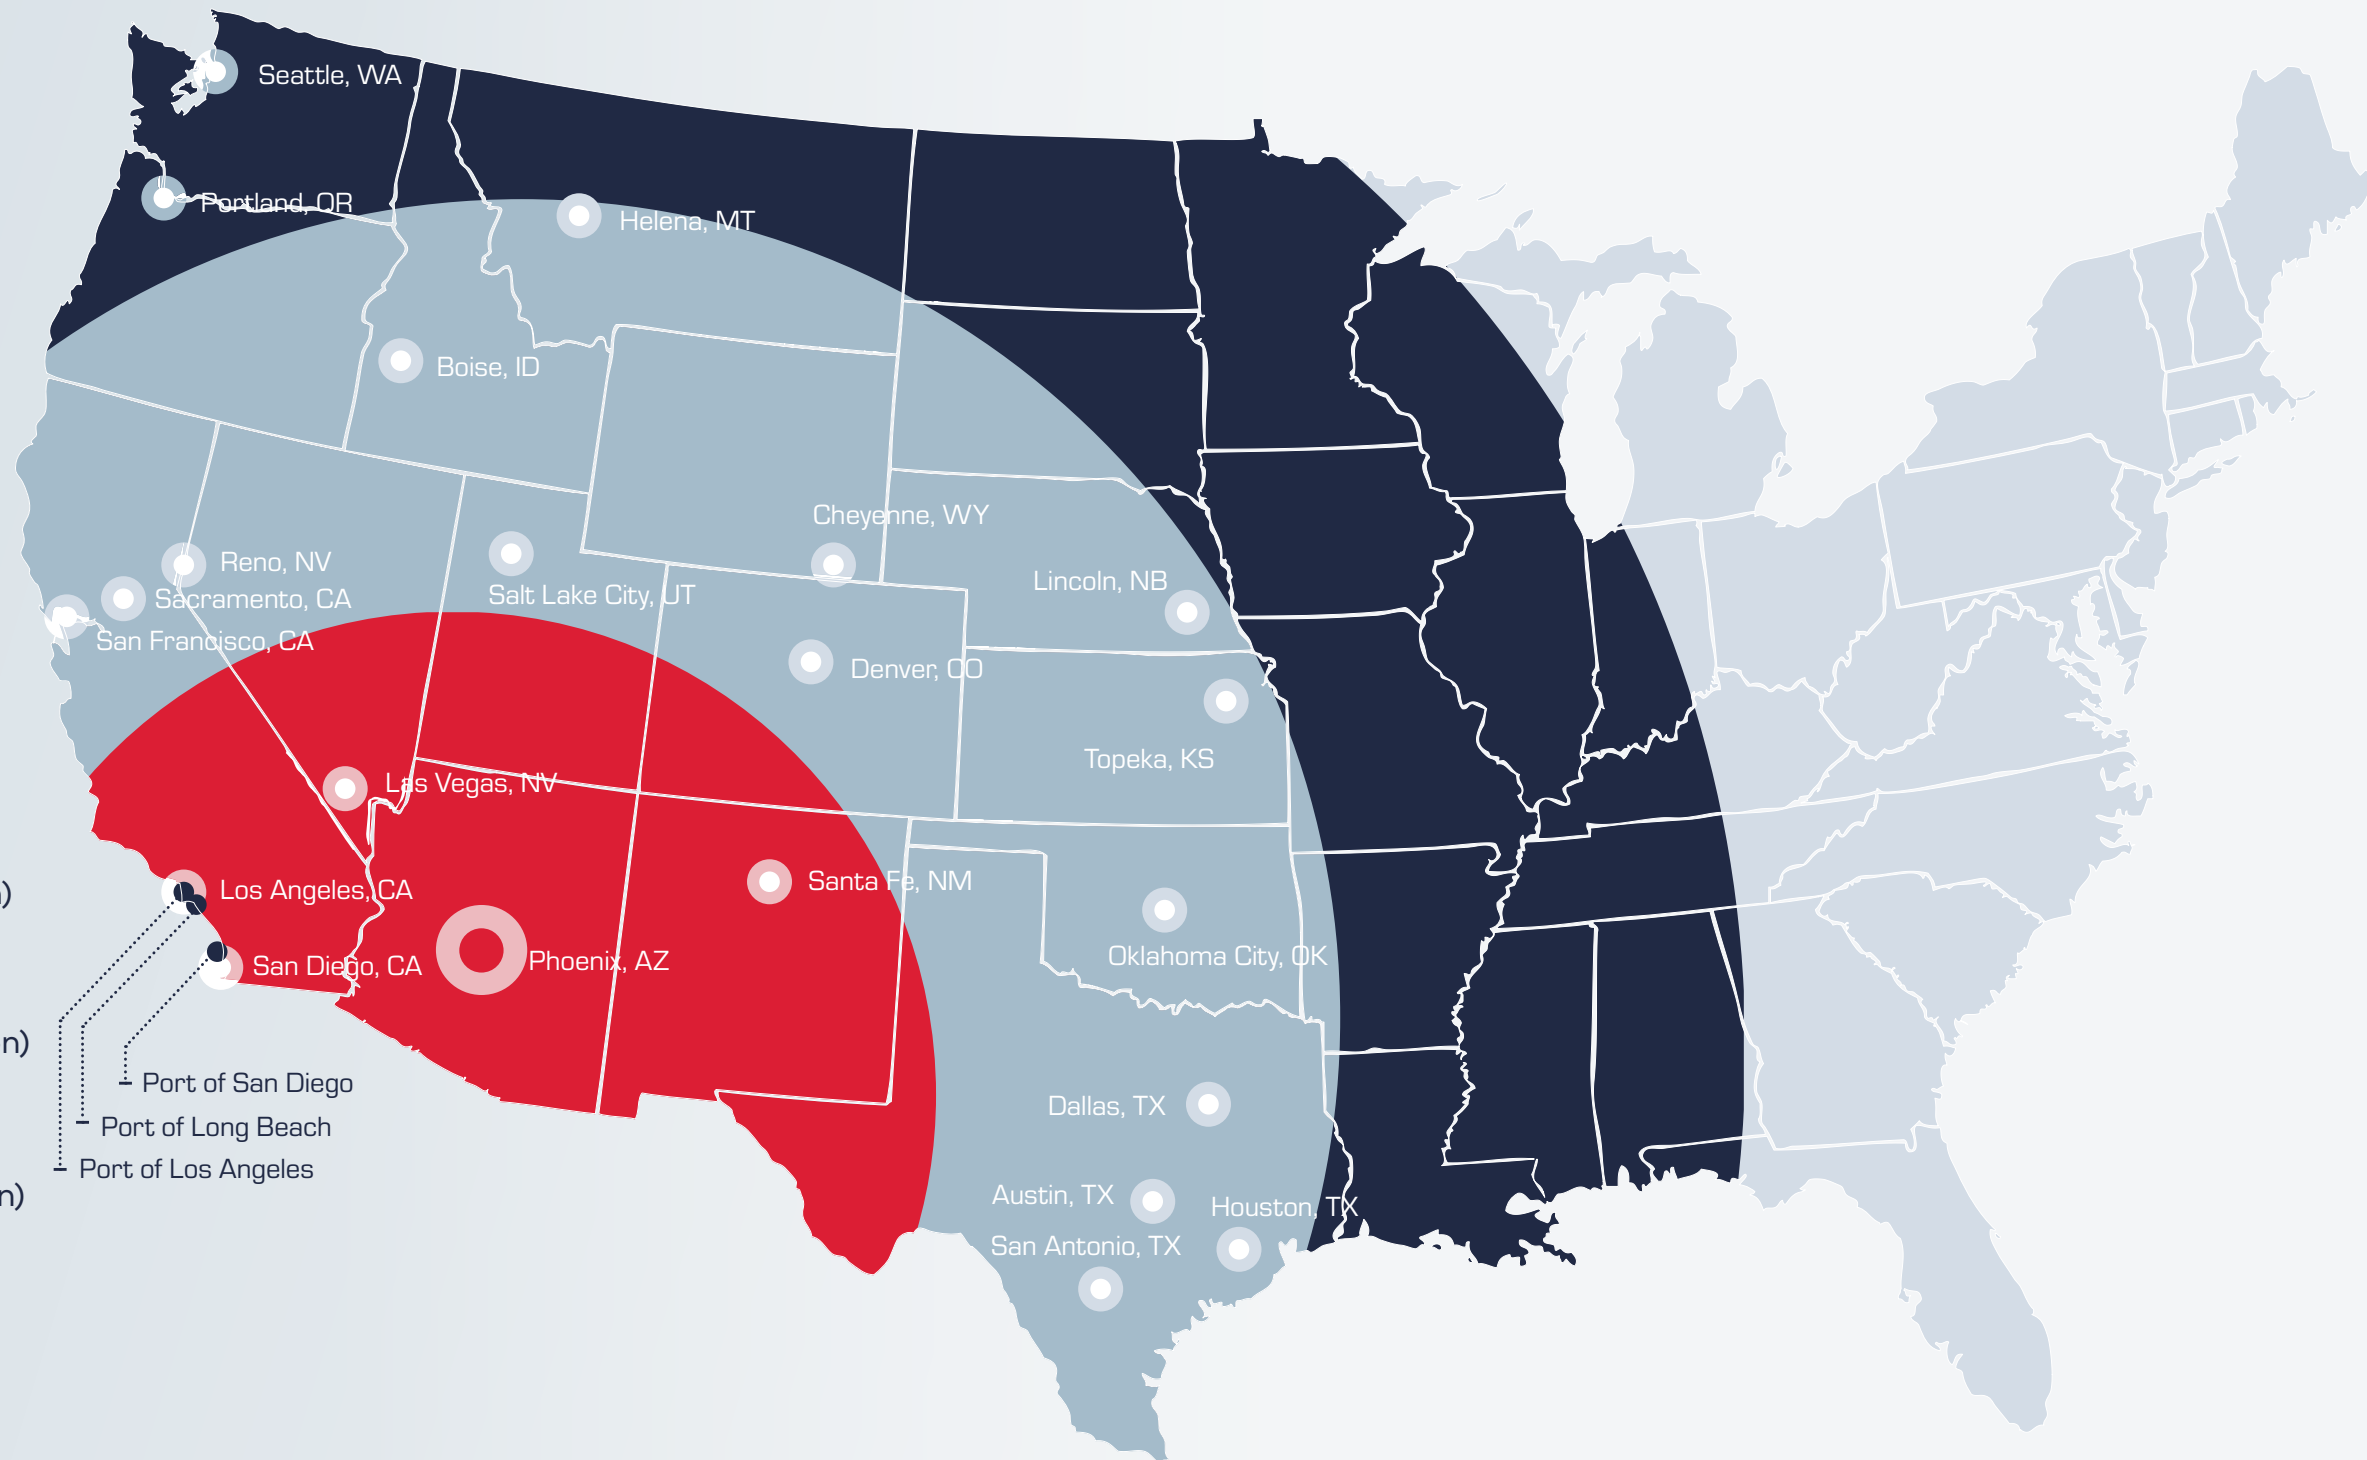 Seattle, WA
Portland, OR
Helena, MT
Boise, ID
Cheyenne, WY
Reno, NV
Salt Lake City, UT
Lincoln, NB
Sacramento, CA
San Francisco, CA
Denver, CO
Topeka, KS
Las Vegas, NV
Los Angeles, CA
Santa Fe, NM
n)
Phoenix, AZ
Oklahoma City, OK
San Diego, CA
n)
Port of San Diego
Dallas, TX
Port of Long Beach
Port of Los Angeles
Austin, TX
Houston, TX
n)
San Antonio, TX